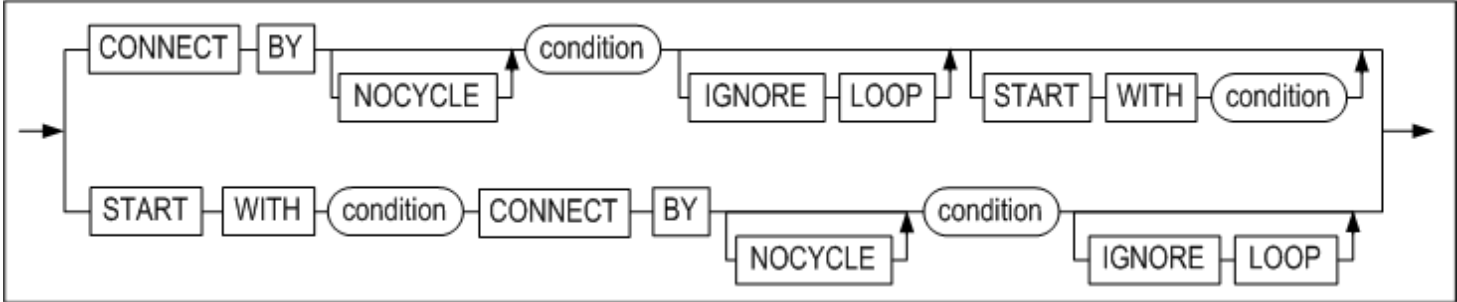 CONNECT BY condition
NOCYCLE IGNORE LOOP START WITH condition
START WITH condition CONNECT BY condition
NOCYCLE IGNORE LOOP